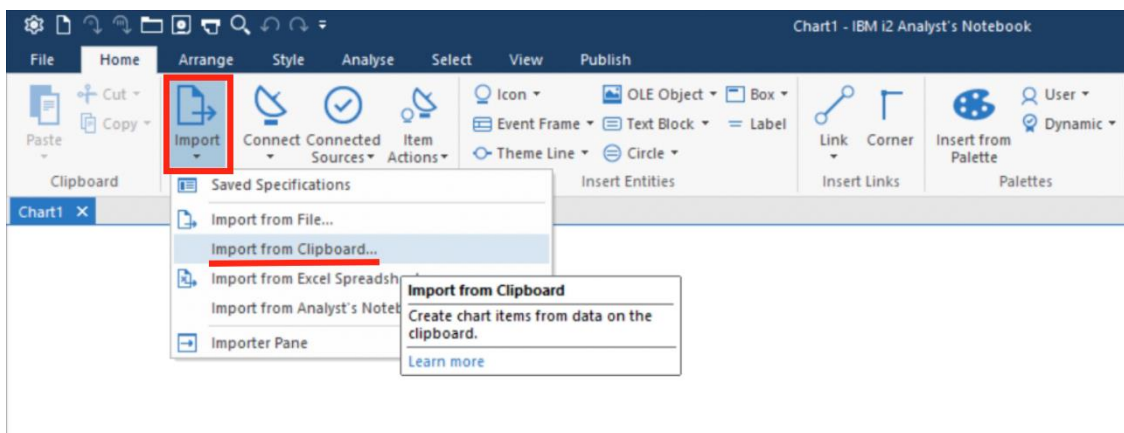 Chart1 - IBM i2 Analyst's Notebook
File Home Arrange Style Analyse Select View Publish
Paste
Cut
Copy
Clipboard
Import
Connect
Connected Sources
Item Actions
Icon
Event Frame
Theme Line
OLE Object
Text Block
Circle
Box
Label
Insert Entities
Link
Corner
Insert Links
Insert from Palette
User
Dynamic
Palettes
Chart1
Saved Specifications
Import from File...
Import from Clipboard...
Import from Excel
Import from Analyst's
Importer Pane
Import from Clipboard
Create chart items from data on the
clipboard.
Learn more